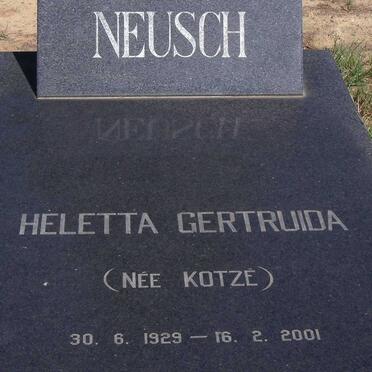 NEUSCH
HELETTA GERTRUIDA
(NÉE KOTZÉ)
30. 6. 1929 — 16. 2. 2001